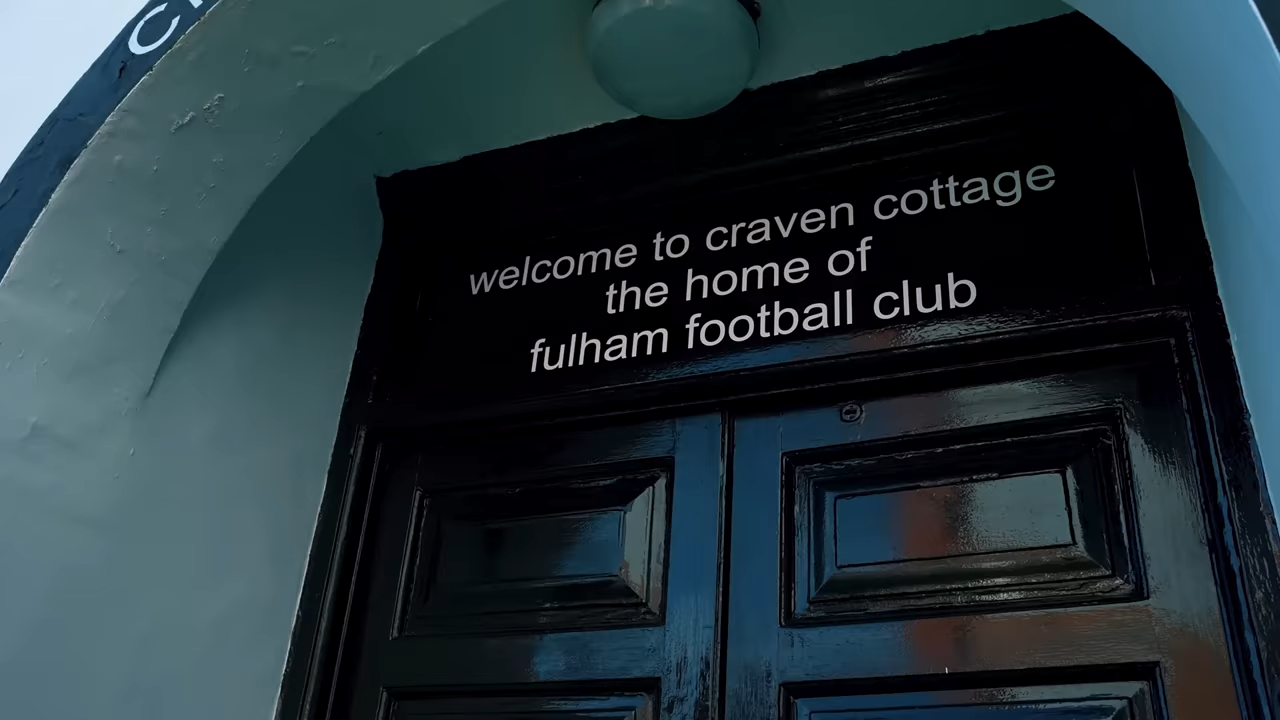 welcome to craven cottage
the home of
fulham football club